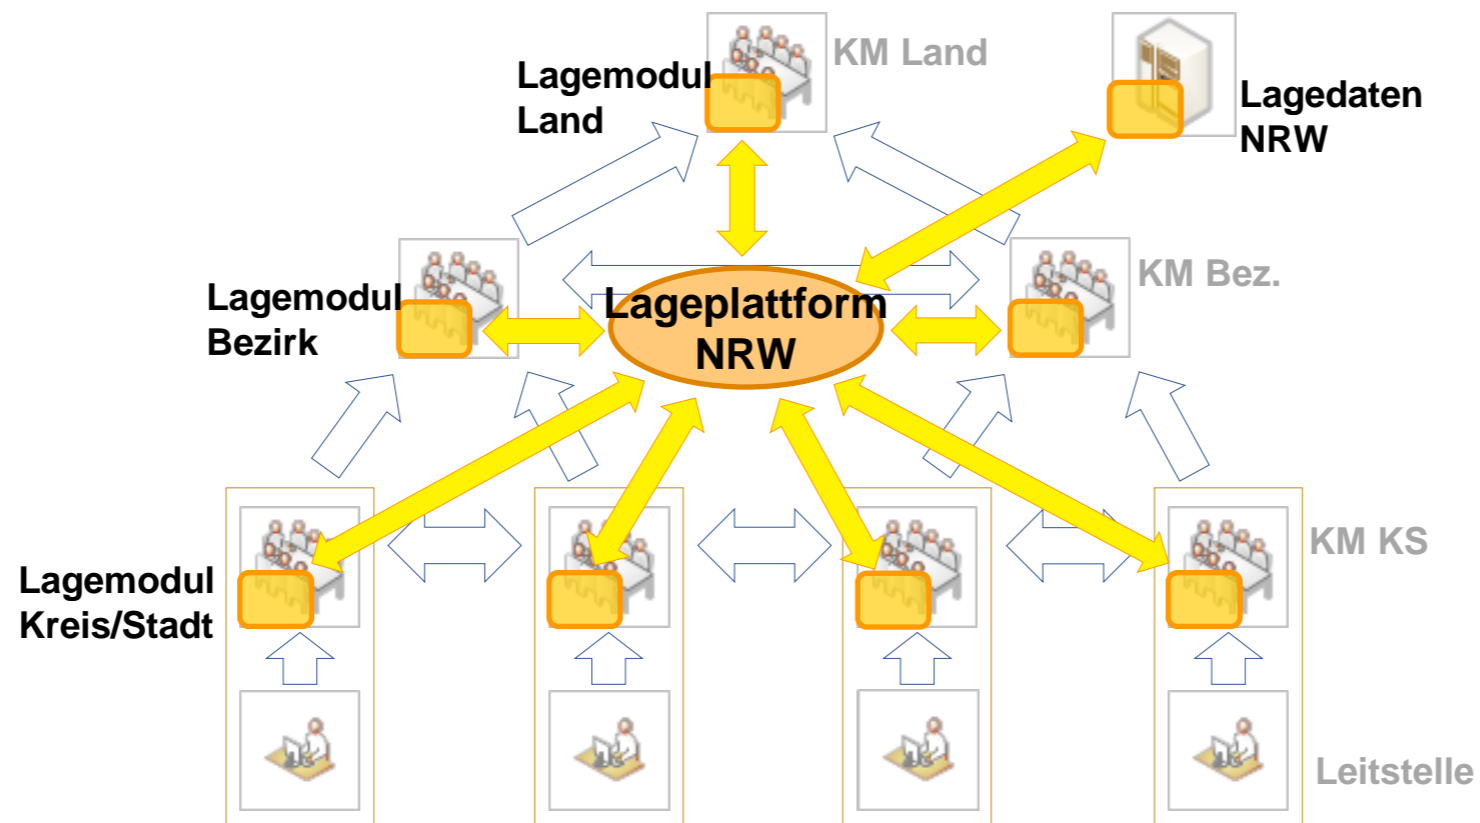 KM Land
Lagemodul
Land
Lagedaten
NRW
KM Bez.
Lagemodul
Bezirk
Lageplattform
NRW
KM KS
Lagemodul
Kreis/Stadt
Leitstelle